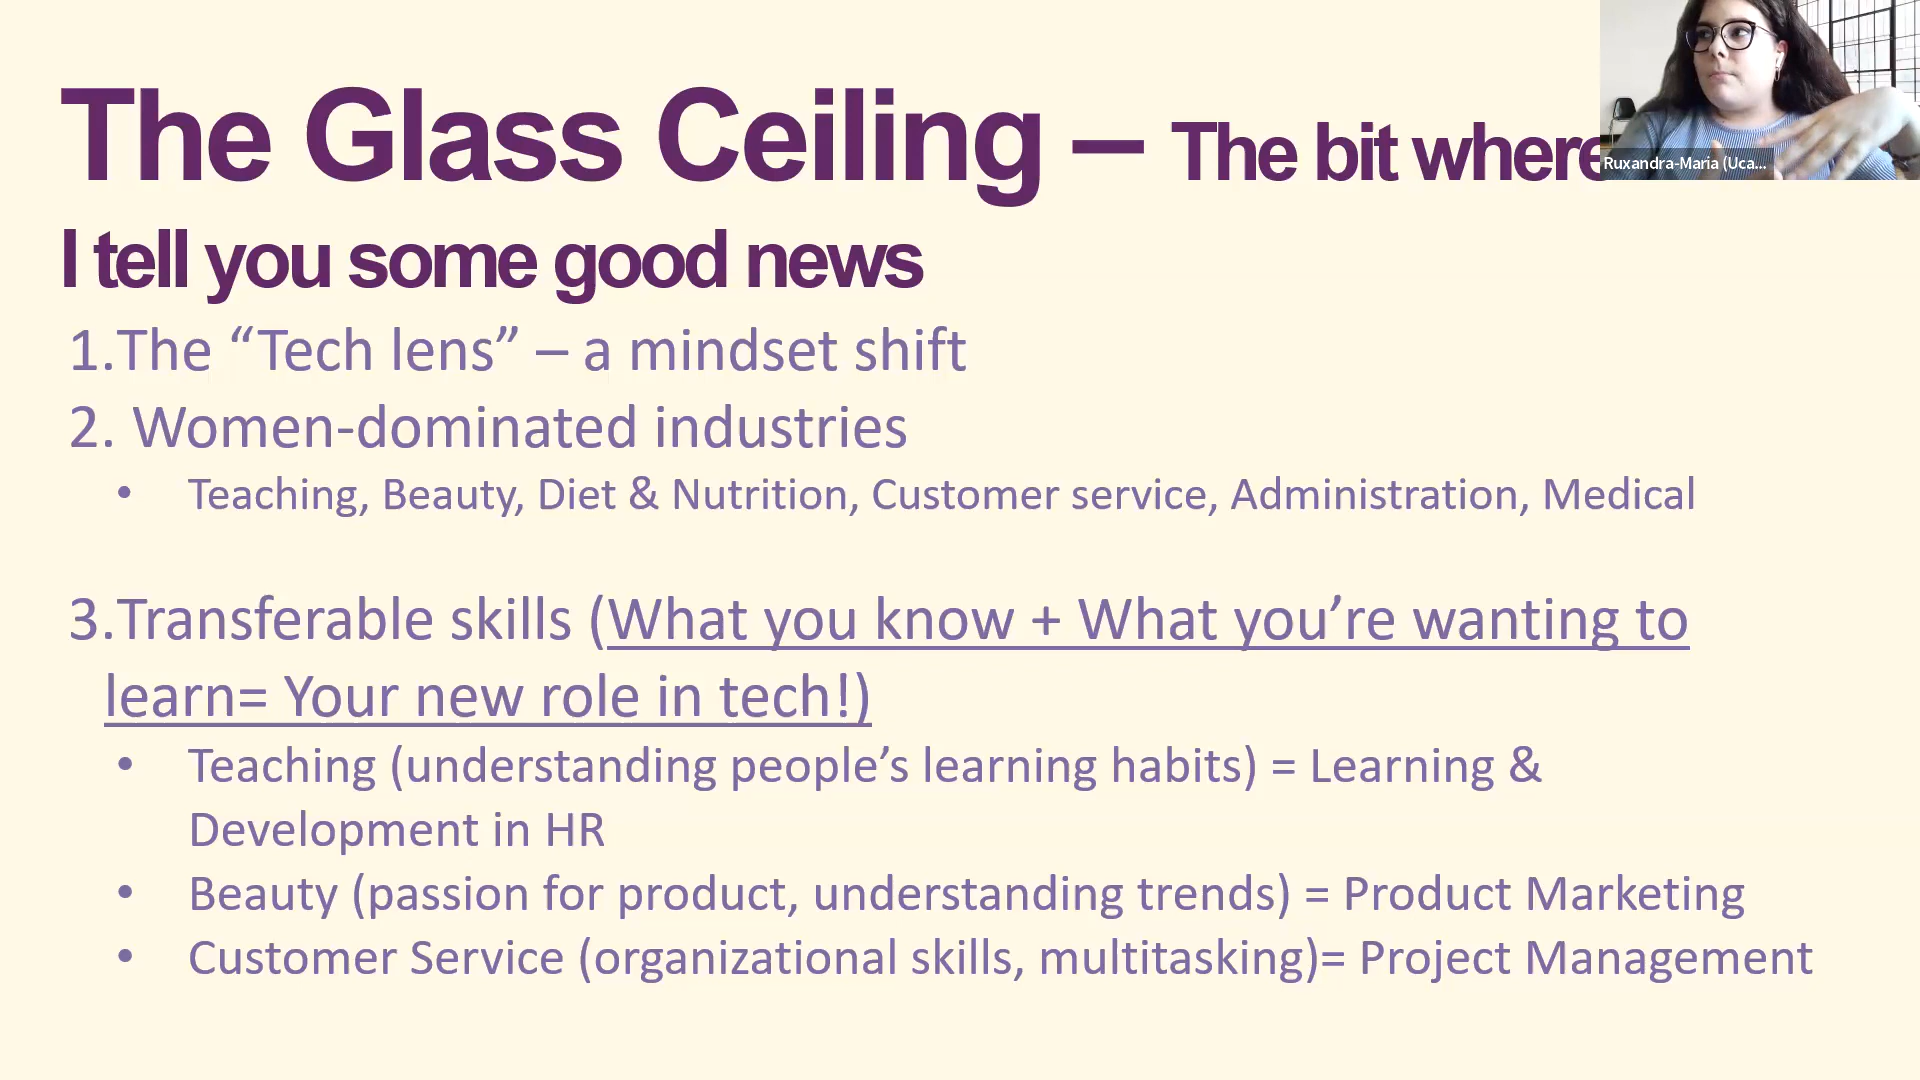 The Glass Ceiling – The bit where
I tell you some good news
1.The “Tech lens” – a mindset shift
2. Women-dominated industries
• Teaching, Beauty, Diet & Nutrition, Customer service, Administration, Medical
3.Transferable skills (What you know + What you’re wanting to
learn= Your new role in tech!)
• Teaching (understanding people’s learning habits) = Learning &
Development in HR
• Beauty (passion for product, understanding trends) = Product Marketing
• Customer Service (organizational skills, multitasking)= Project Management
Ruxandra-Maria (Uca...